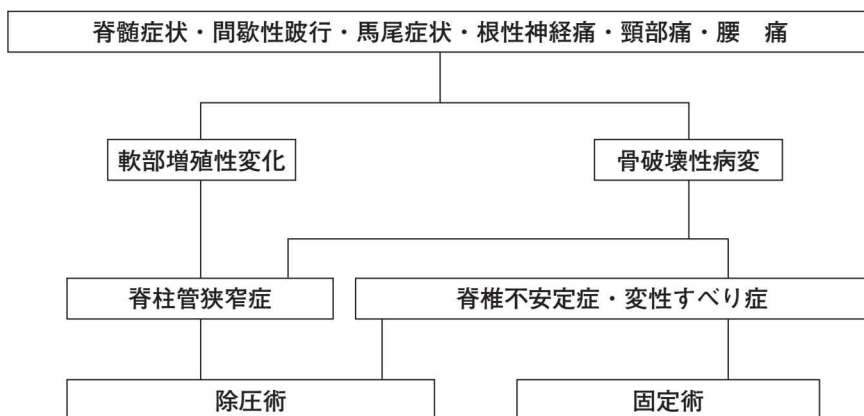 脊髄症状・間歇性跛行・馬尾症状・根性神経痛・頸部痛・腰　痛
軟部増殖性変化
骨破壊性病変
脊柱管狭窄症
脊椎不安定症・変性すべり症
除圧術
固定術